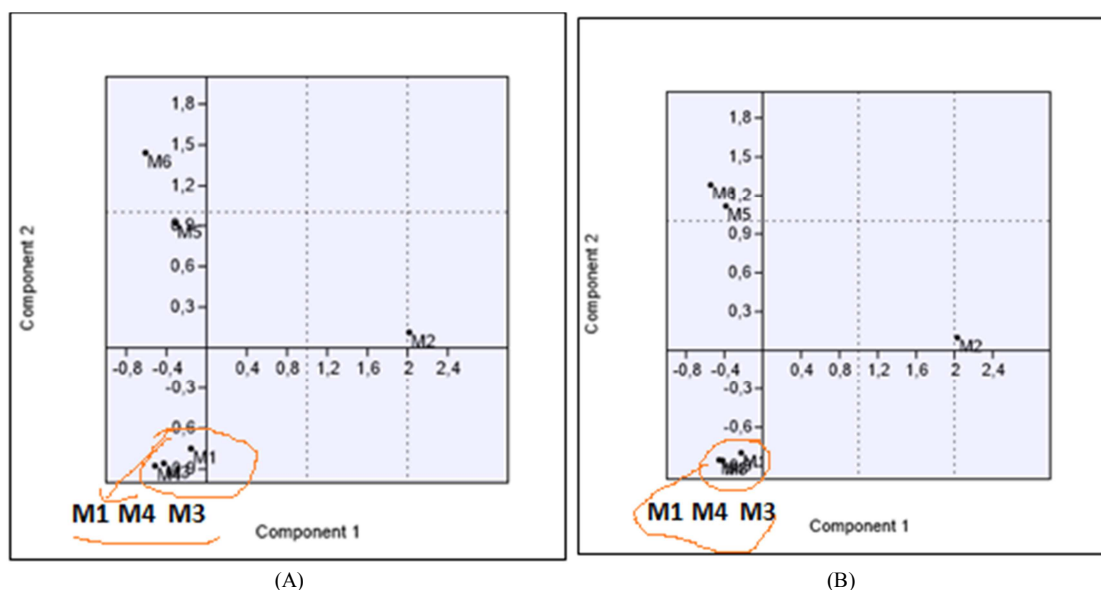 1,8
1,5
M6
1,2
M5
0,6
0,3
M2
-0,8 -0,4 0,4 0,8 1,2 1,6 2 2,4
-0,3
-0,6
M1
M1 M4 M3
Component 1
Component 2
(A)
1,8
1,5
1,2
M5
0,9
0,6
0,3
M2
-0,8 -0,4 0,4 0,8 1,2 1,6 2 2,4
-0,3
-0,6
M1
M1 M4 M3
Component 1
Component 2
(B)